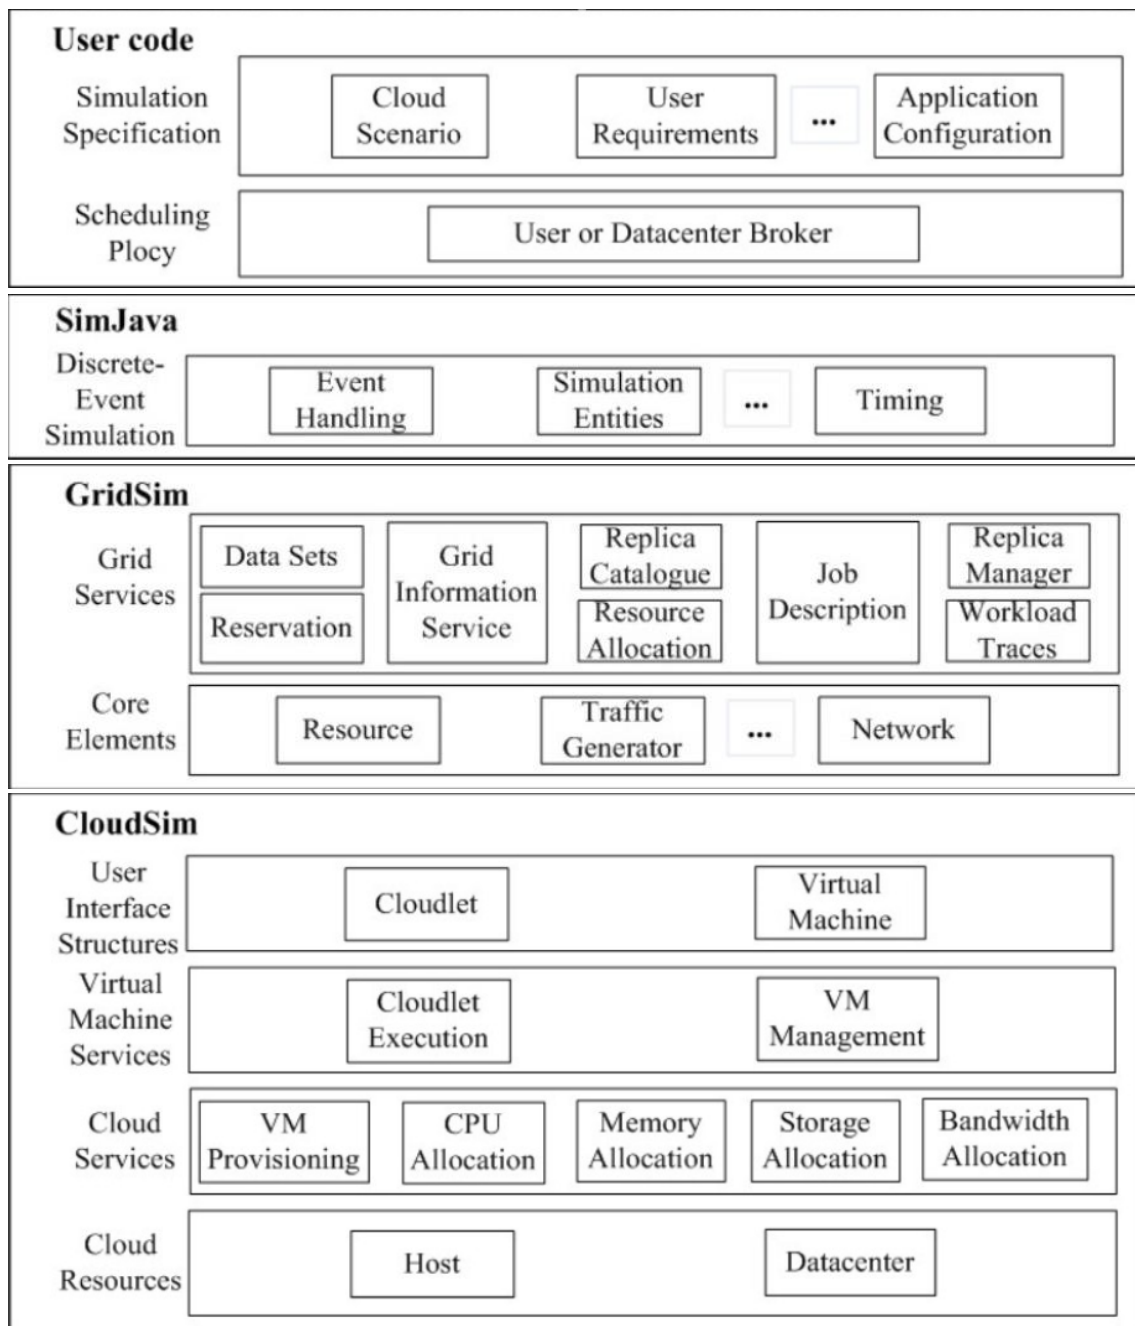 User code
Simulation
Specification
Cloud
Scenario
User
Requirements
...
Application
Configuration
Scheduling
Plocy
User or Datacenter Broker
SimJava
Discrete-
Event
Simulation
Event
Handling
Simulation
Entities
...
Timing
GridSim
Grid
Services
Data Sets
Reservation
Grid
Information
Service
Replica
Catalogue
Resource
Allocation
Job
Description
Replica
Manager
Workload
Traces
Core
Elements
Resource
Traffic
Generator
...
Network
CloudSim
User
Interface
Structures
Cloudlet
Virtual
Machine
Virtual
Machine
Services
Cloudlet
Execution
VM
Management
Cloud
Services
VM
Provisioning
CPU
Allocation
Memory
Allocation
Storage
Allocation
Bandwidth
Allocation
Cloud
Resources
Host
Datacenter